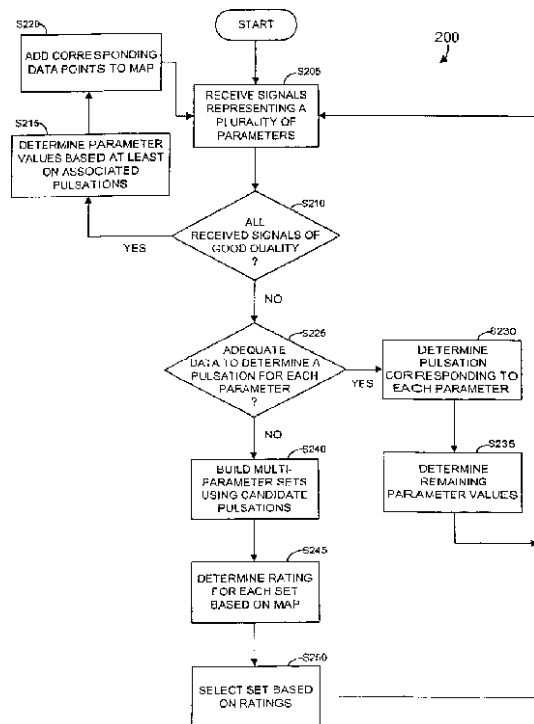 START
200
S205
RECEIVE SIGNALS
REPRESENTING A
PLURALITY OF
PARAMETERS
S220
ADD CORRESPONDING
DATA POINTS TO MAP
S215
DETERMINE PARAMETER
VALUES BASED AT LEAST
ON ASSOCIATED
PULSATIONS
S210
ALL
RECEIVED SIGNALS OF
GOOD QUALITY
?
YES
NO
S225
ADEQUATE
DATA TO DETERMINE A
PULSATION FOR EACH
PARAMETER
?
YES
NO
S230
DETERMINE
PULSATION
CORRESPONDING TO
EACH PARAMETER
S235
DETERMINE
REMAINING
PARAMETER VALUES
S240
BUILD MULTI-
PARAMETER SETS
USING CANDIDATE
PULSATIONS
S245
DETERMINE RATING
FOR EACH SET
BASED ON MAP
S250
SELECT SET BASED
ON RATINGS